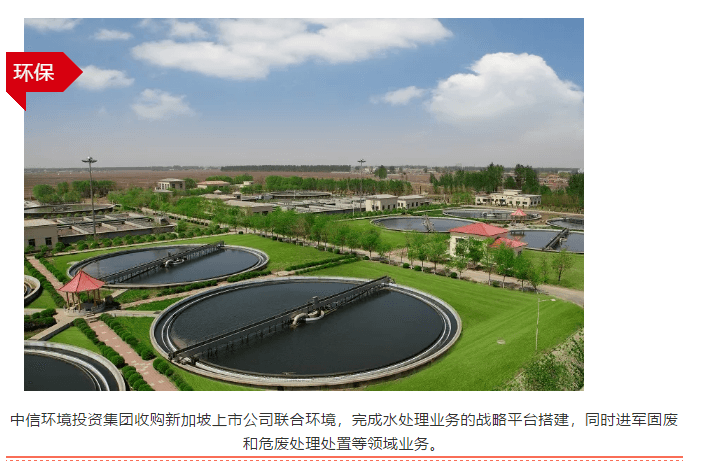 环保
中信环境投资集团收购新加坡上市公司联合环境，完成水处理业务的战略平台搭建，同时进军固废
和危废处理处置等领域业务。